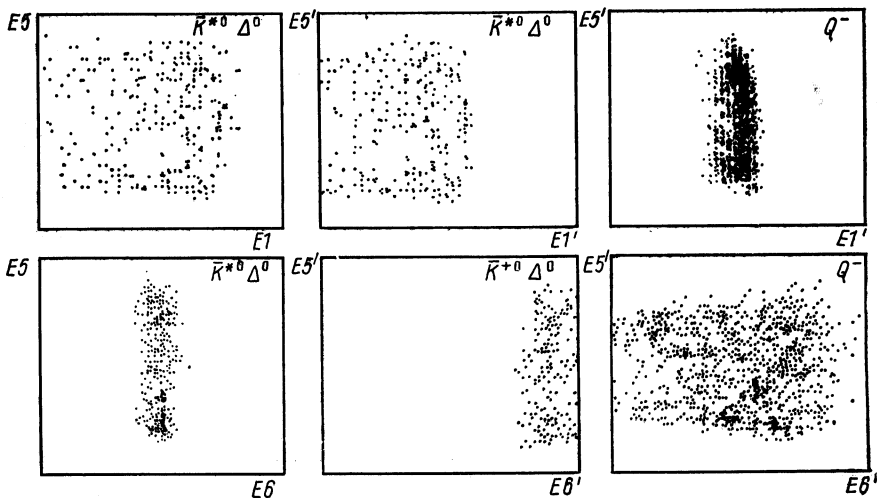 E5 K̄*⁰ Δ⁰
E1
E5' K̄*⁰ Δ⁰
E1'
E5' Q⁻
E1'
E5 K̄*⁰ Δ⁰
E6
E5' K̄⁺⁰ Δ⁰
E6'
E5' Q⁻
E6'